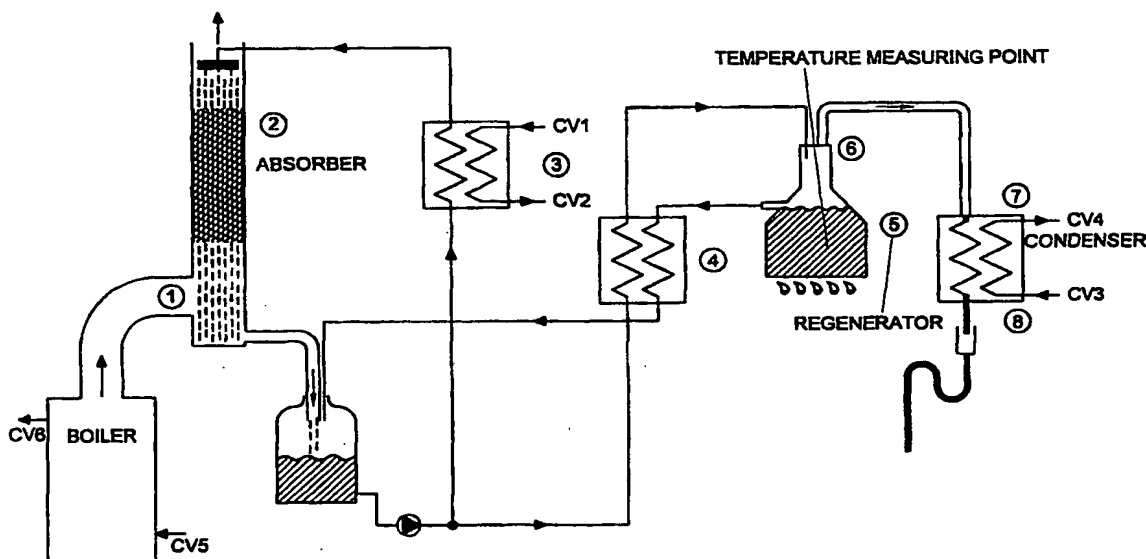 TEMPERATURE MEASURING POINT
②
ABSORBER
CV1
③
CV2
⑥
⑦
CV4
CONDENSER
④
⑤
CV3
①
REGENERATOR
⑧
CV6
BOILER
CV5